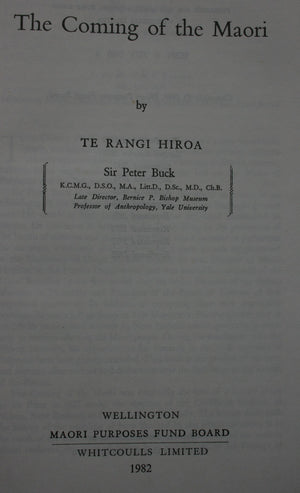 The Coming of the Maori
by
TE RANGI HIROA
Sir Peter Buck
K.C.M.G., D.S.O., M.A., Litt.D., D.Sc., M.D., Ch.B.
Late Director, Bernice P. Bishop Museum
Professor of Anthropology, Yale University
WELLINGTON
MAORI PURPOSES FUND BOARD
WHITCOULLS LIMITED
1982